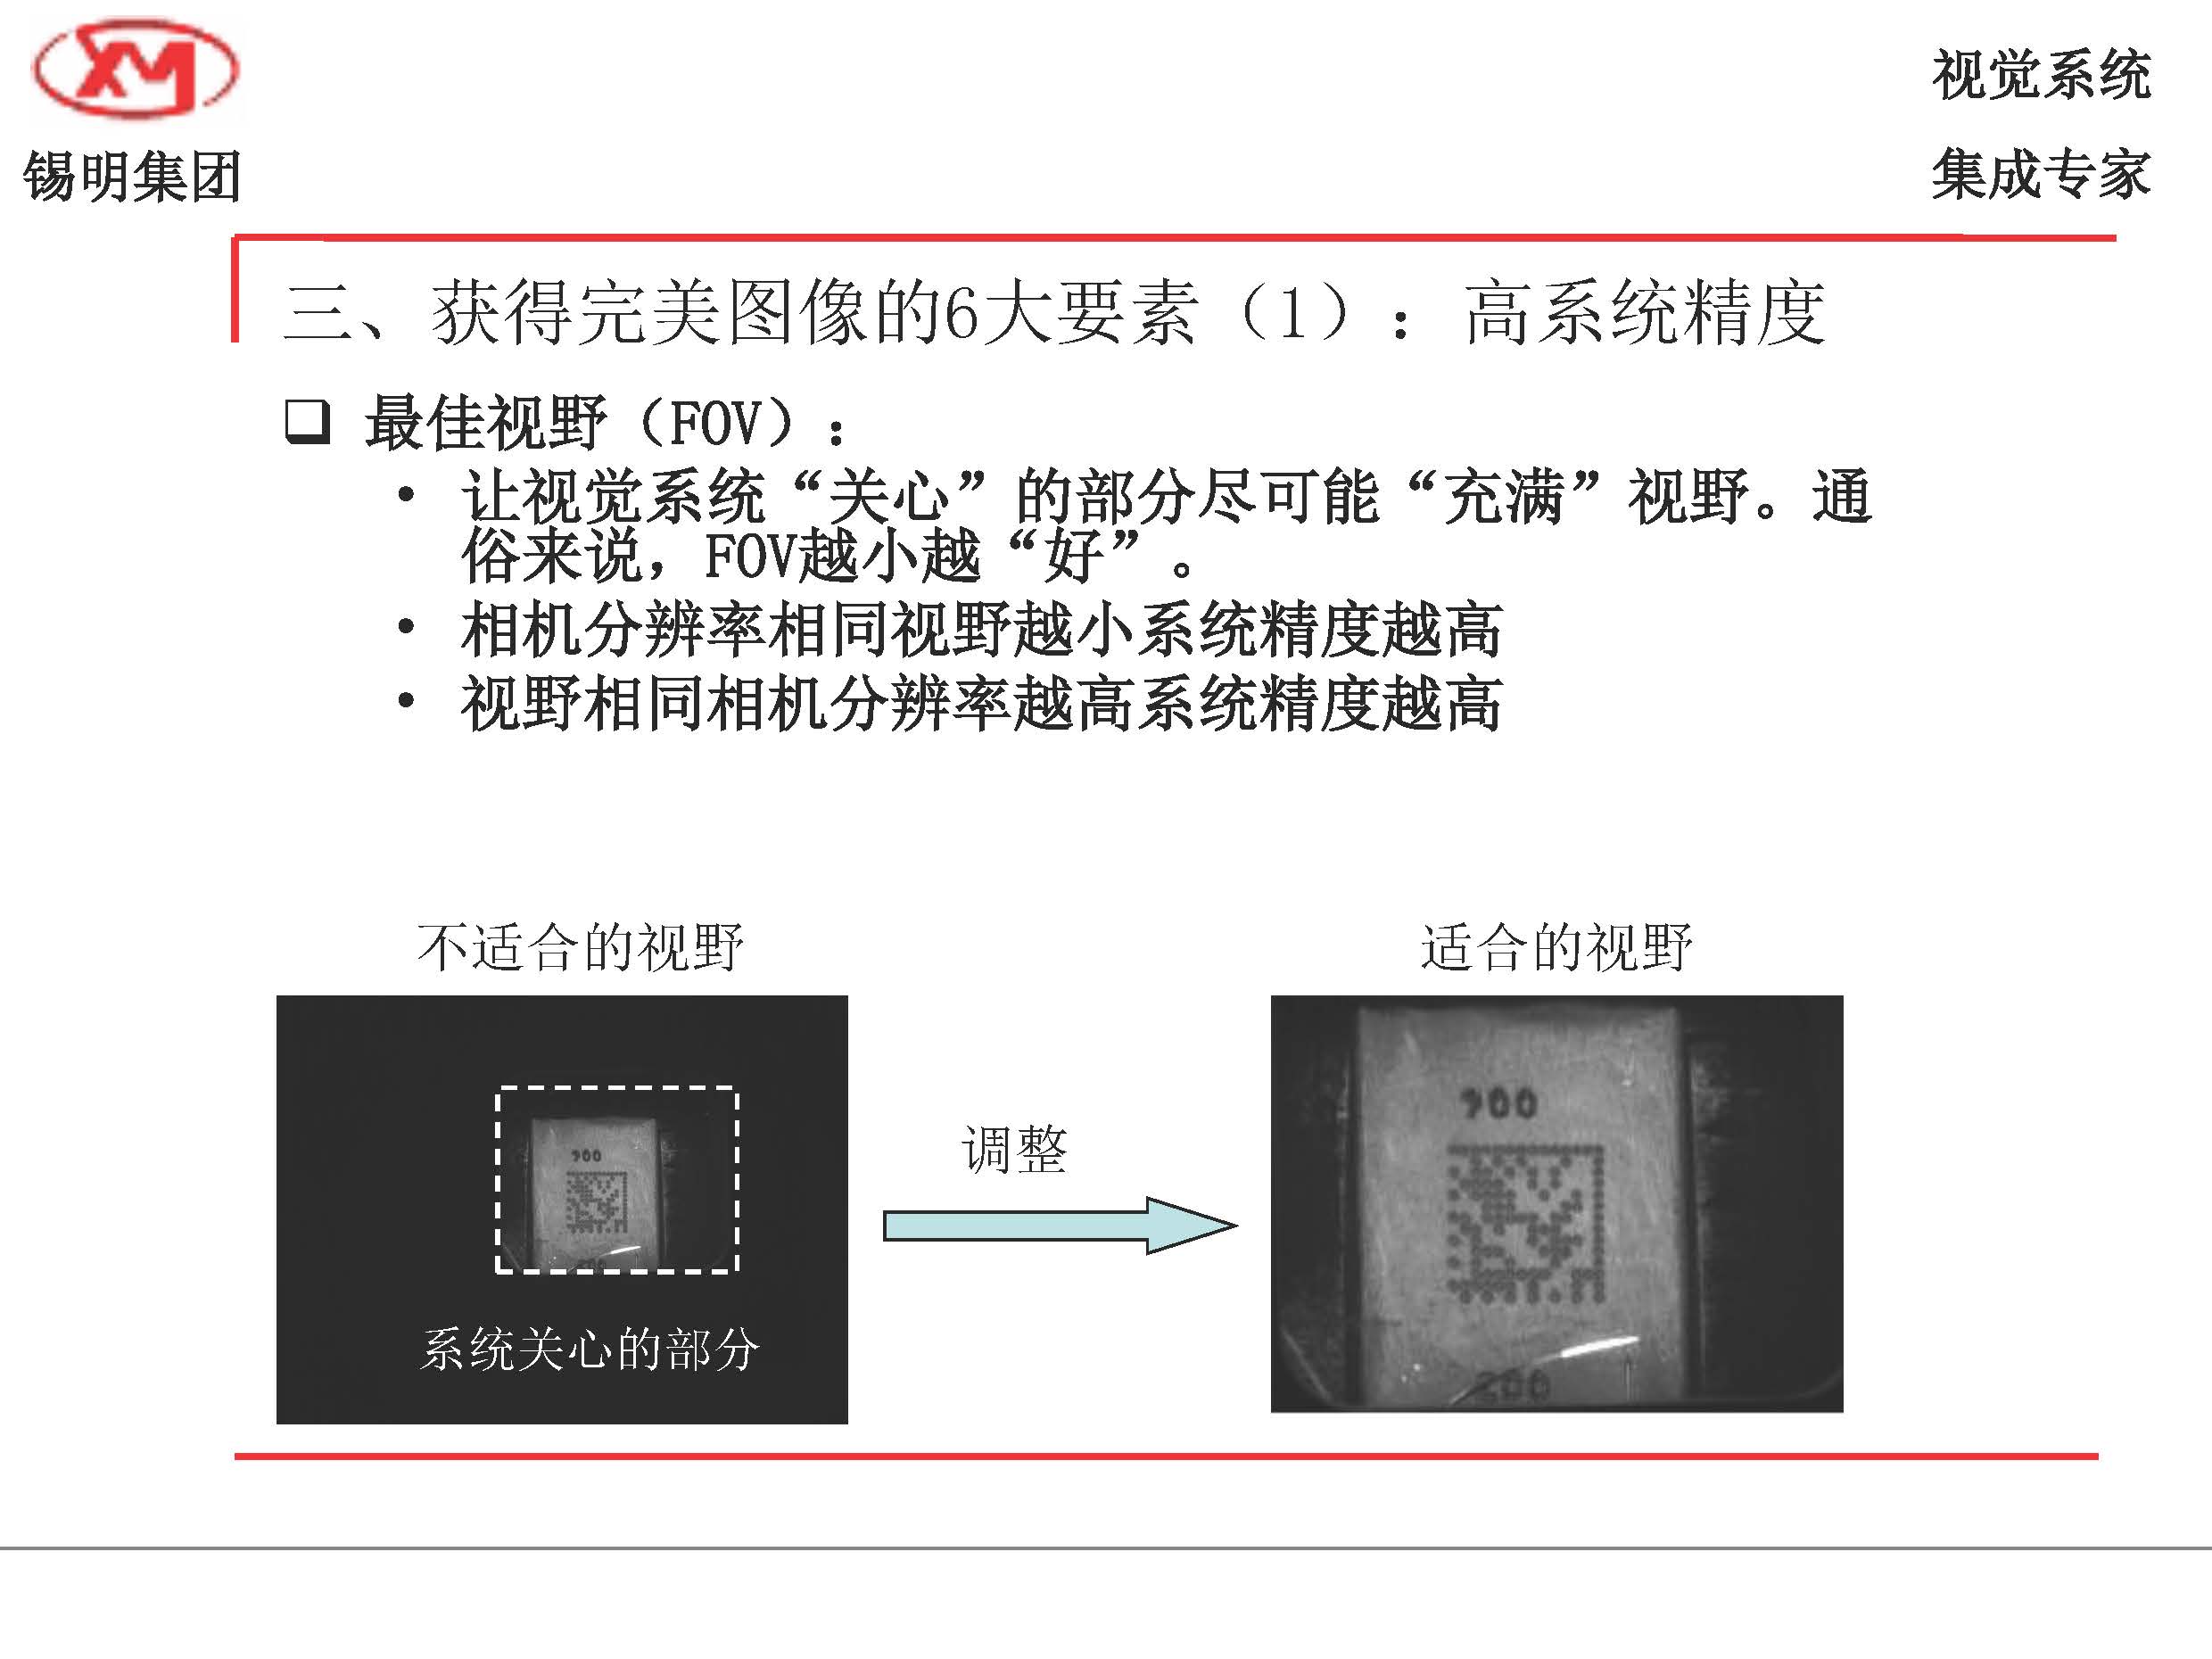 XM
锡明集团
视觉系统
集成专家
三、获得完美图像的6大要素（1）：高系统精度
❑ 最佳视野（FOV）：
• 让视觉系统“关心”的部分尽可能“充满”视野。通
俗来说，FOV越小越“好”。
• 相机分辨率相同视野越小系统精度越高
• 视野相同相机分辨率越高系统精度越高
不适合的视野
适合的视野
900
200
系统关心的部分
调整
900
200